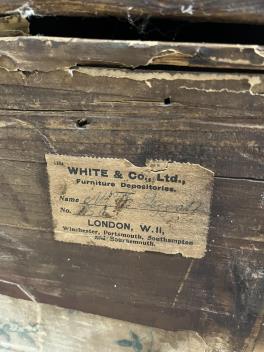 WHITE & Co., Ltd.,
Furniture Depositories.
Name
No.
LONDON, W.11,
Winchester, Portsmouth, Southampton
and Bournemouth.